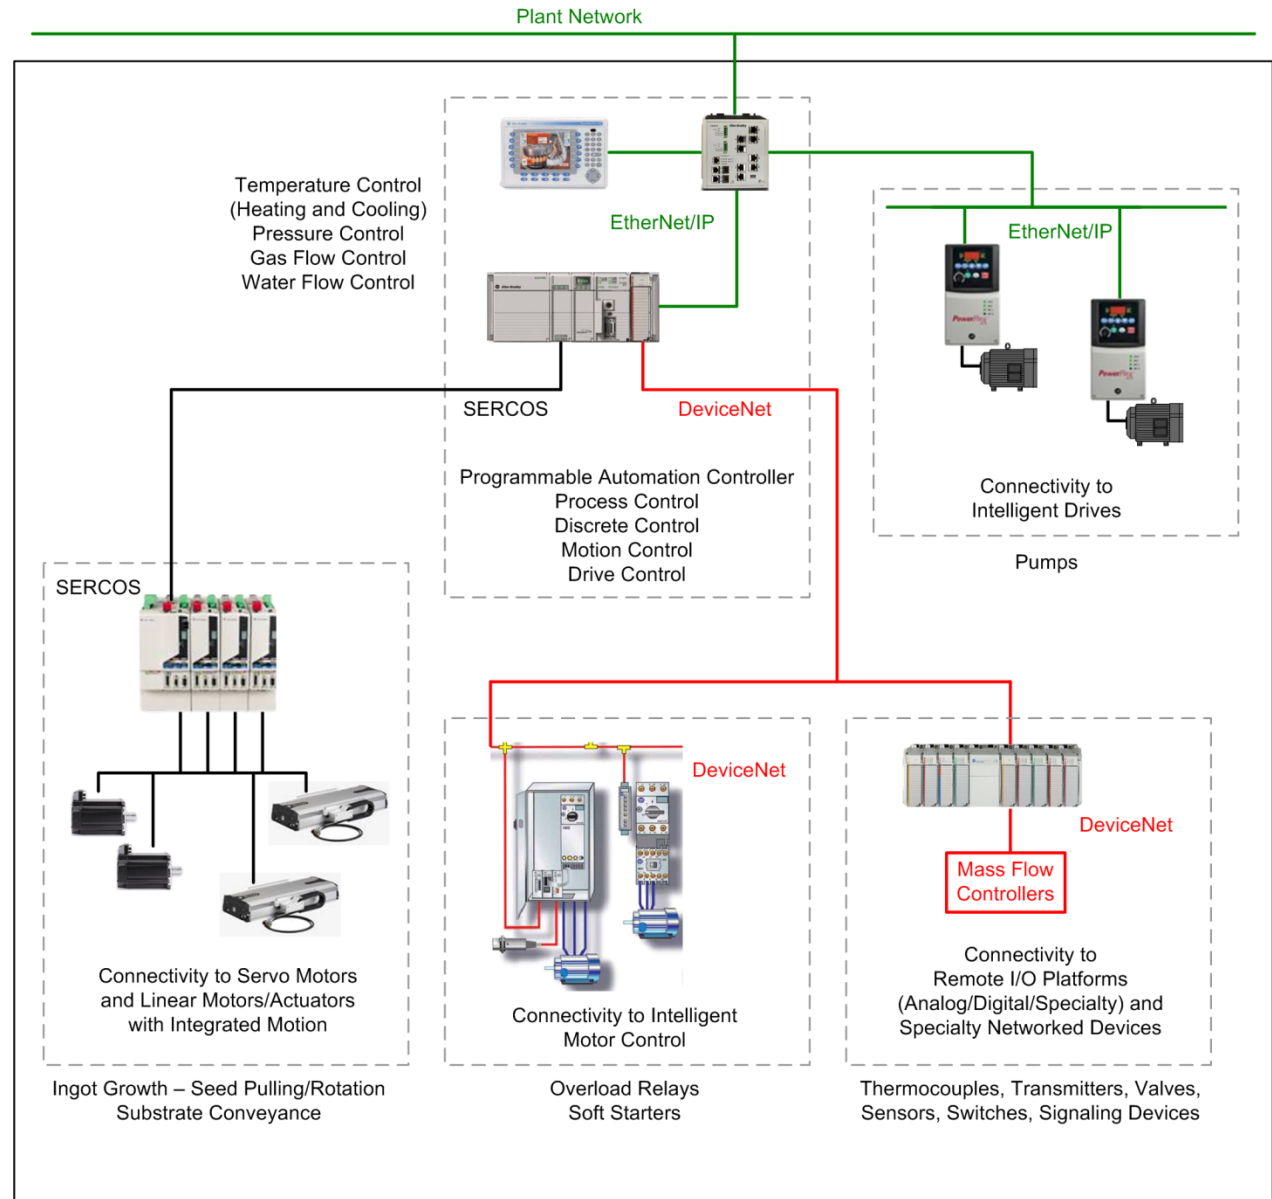 Plant Network
Temperature Control
(Heating and Cooling)
Pressure Control
Gas Flow Control
Water Flow Control
EtherNet/IP
EtherNet/IP
PowerFlex
PowerFlex
SERCOS
DeviceNet
Programmable Automation Controller
Process Control
Discrete Control
Motion Control
Drive Control
Connectivity to
Intelligent Drives
Pumps
SERCOS
DeviceNet
DeviceNet
Mass Flow
Controllers
Connectivity to Servo Motors
and Linear Motors/Actuators
with Integrated Motion
Connectivity to Intelligent
Motor Control
Connectivity to
Remote I/O Platforms
(Analog/Digital/Specialty) and
Specialty Networked Devices
Ingot Growth – Seed Pulling/Rotation
Substrate Conveyance
Overload Relays
Soft Starters
Thermocouples, Transmitters, Valves,
Sensors, Switches, Signaling Devices